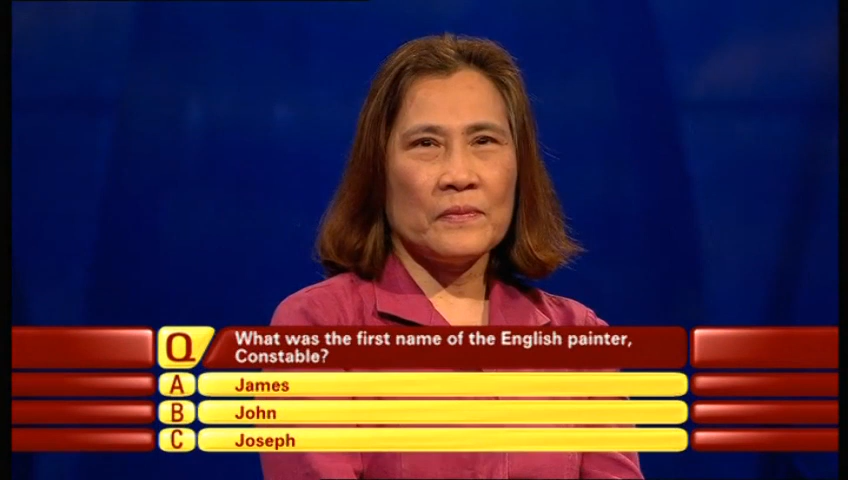 Q What was the first name of the English painter,
Constable?
A James
B John
C Joseph